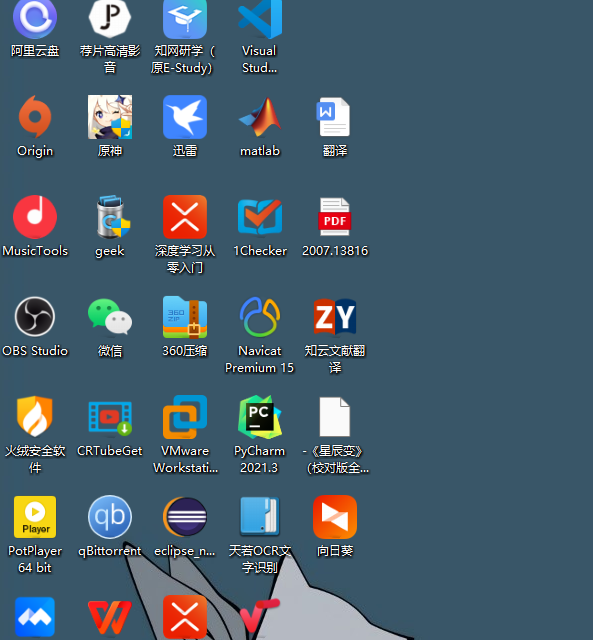 阿里云盘
荐片高清影
音
知网研学（
原E-Study)
Visual
Stud...
Origin
原神
迅雷
matlab
W
翻译
MusicTools
geek
深度学习从
零入门
1Checker
PDF
2007.13816
OBS Studio
微信
360
ZIP
360压缩
Navicat
Premium 15
ZY
知云文献翻
译
火绒安全软
件
CRTubeGet
VMware
Workstati...
PC
PyCharm
2021.3
-《星辰变》
（校对版全...
Player
PotPlayer
64 bit
qb
qBittorrent
eclipse_n...
天若OCR文
字识别
向日葵